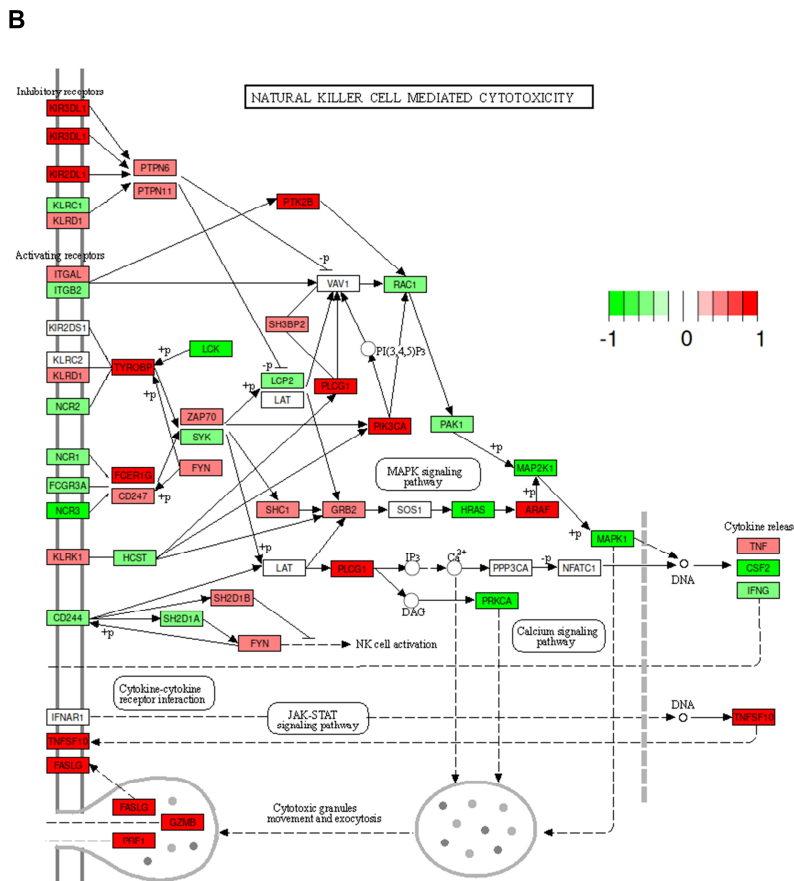 B
NATURAL KILLER CELL MEDIATED CYTOTOXICITY
Inhibitory receptors
KIR3DL1
KIR3DL1
KIR2DL1
KLRC1
KLRD1
PTPN6
PTPN11
PTK2B
Activating receptors
ITGAL
ITGB2
-p
VAV1
RAC1
SH3BP2
PI(3,4,5)P3
-1 0 1
KIR2DS1
KLRC2
KLRD1
NCR2
TYROBP
+p
LCK
+p
-p
+p
LCP2
LAT
PLCG1
PIK3CA
ZAP70
SYK
PAK1
+p
NCR1
FCGR3A
NCR3
FCER1G
CD247
+p
FYN
MAPK signaling
pathway
MAP2K1
+p
+p
SHC1
GRB2
SOS1
HRAS
ARAF
MAPK1
KLRK1
HCST
+p
LAT
PLCG1
IP3
Ca2+
PPP3CA
-p
NFATC1
DNA
Cytokine releas
TNF
CSF2
IFNG
DAG
PRKCA
CD244
+p
SH2D1B
SH2D1A
FYN
NK cell activation
Calcium signaling
pathway
Cytokine-cytokine
receptor interaction
IFNAR1
JAK-STAT
signaling pathway
DNA
TNFSF10
TNFSF10
FASLG
FASLG
GZMB
PRF1
Cytotoxic granules
movement and exocytosis